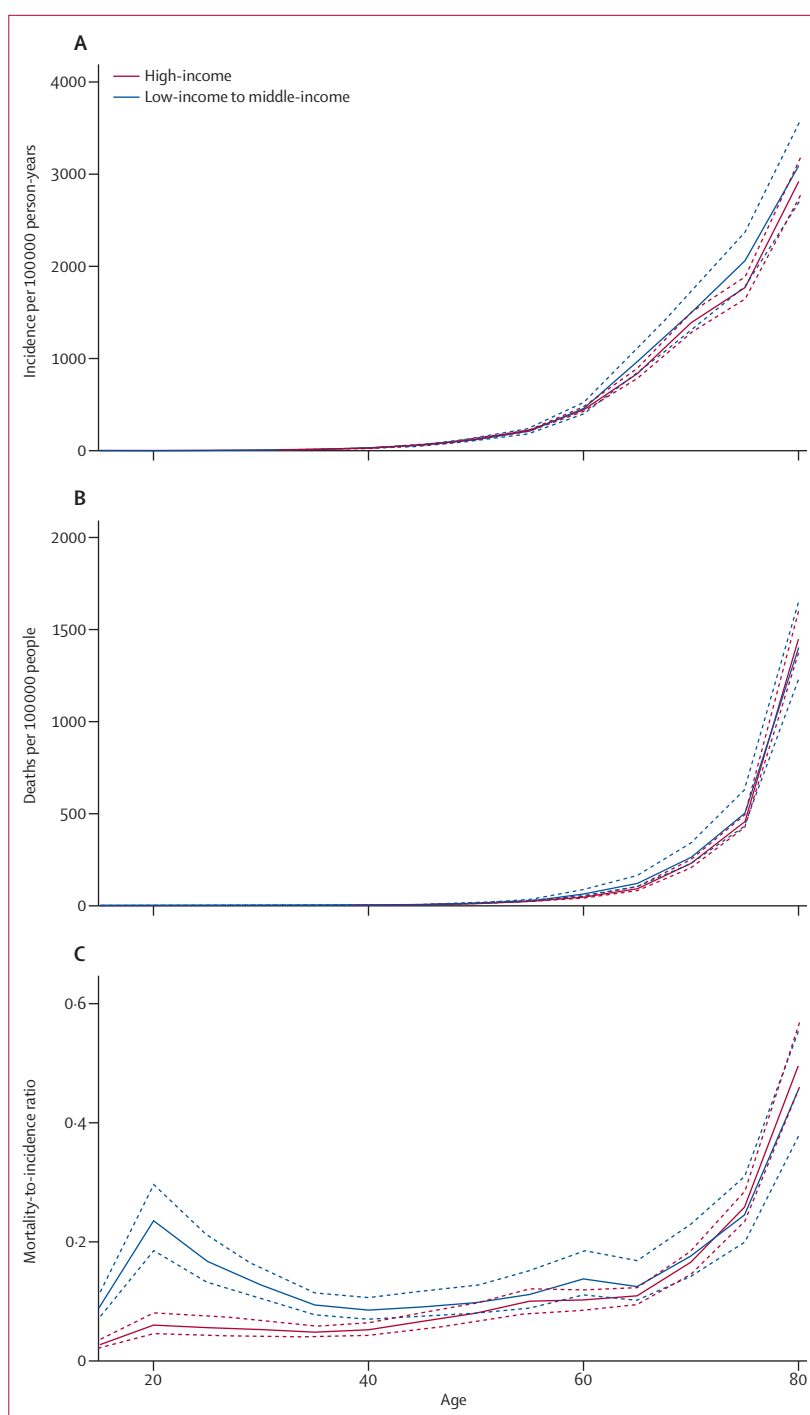 A
High-income
Low-income to middle-income
4000
3000
2000
1000
0
Incidence per 100 000 person-years
B
2000
1500
1000
500
0
Deaths per 100 000 people
C
0·6
0·4
0·2
0
Mortality-to-incidence ratio
20
40
60
80
Age